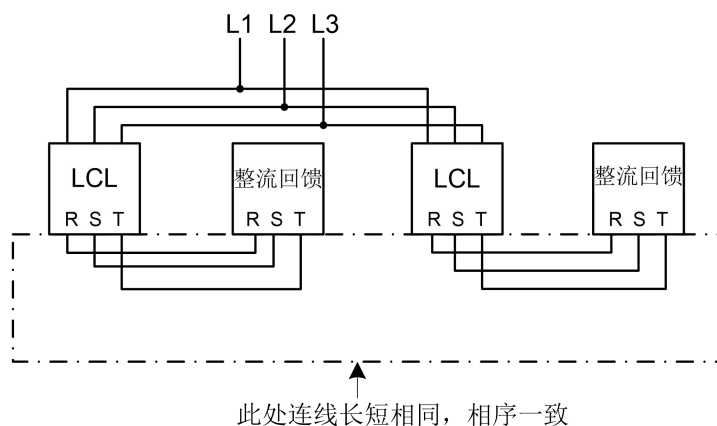 L1 L2 L3
LCL 整流回馈 LCL 整流回馈
R S T R S T R S T R S T
此处连线长短相同，相序一致